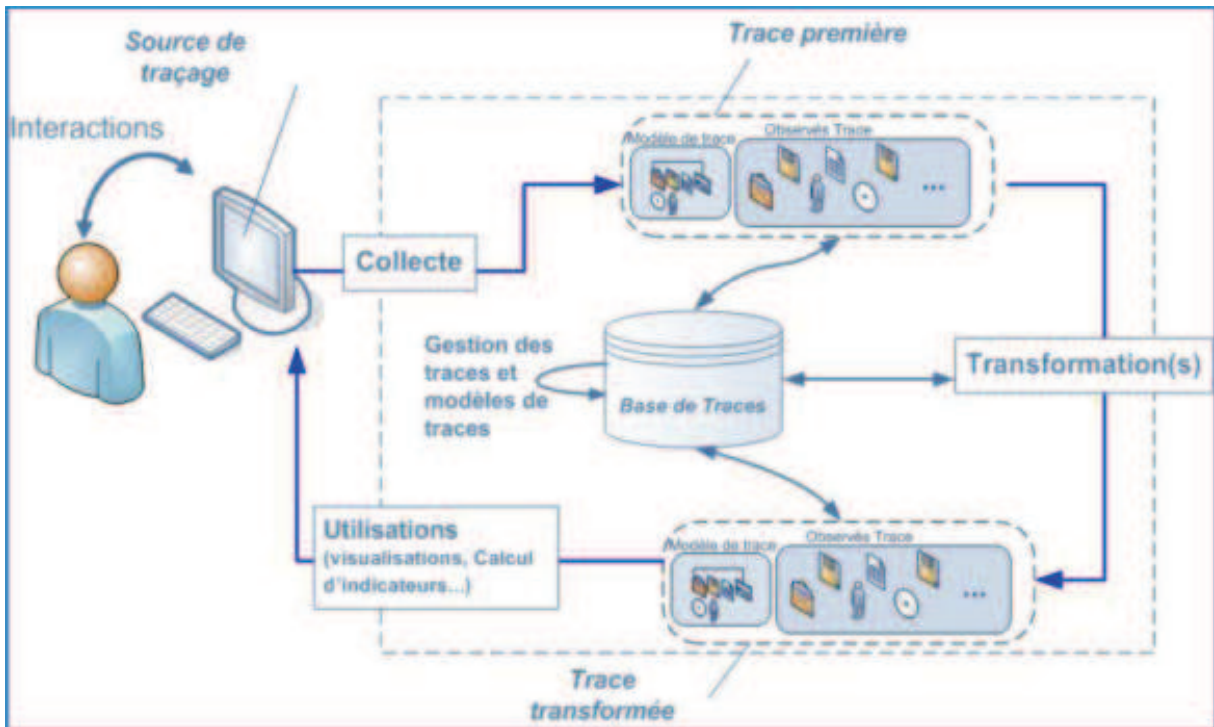 Source de
traçage
Trace première
Interactions
Modèle de trace
Observés Trace
...
Collecte
Gestion des
traces et
modèles de
traces
Base de Traces
Transformation(s)
Utilisations
(visualisations, Calcul
d'indicateurs...)
Modèle de trace
Observés Trace
...
Trace
transformée